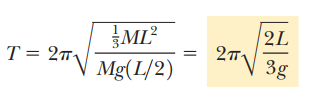 T = 2π√((1/3)ML²/(Mg(L/2))) = 2π√(2L/(3g))